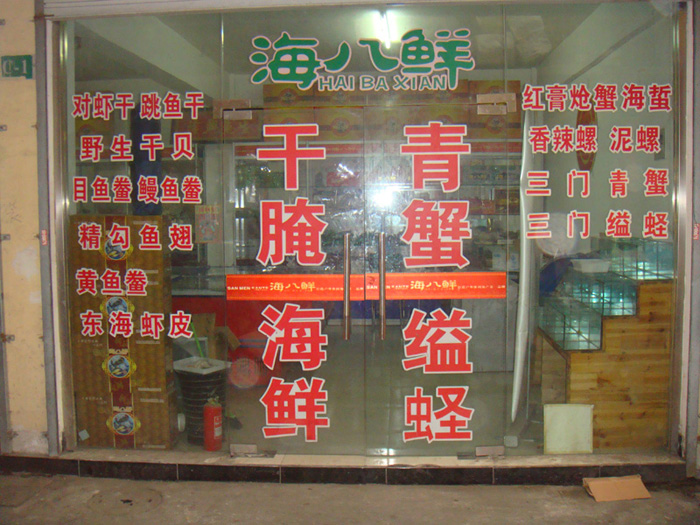 海八鲜
HAI BA XIAN
对虾干 跳鱼干
野生干贝
目鱼鲞 鳗鱼鲞
精勾鱼翅
黄鱼鲞
东海虾皮
干腌海鲜
青蟹
缢蛏
红膏炝蟹 海蜇
香辣螺 泥螺
三门青蟹
三门缢蛏
海八鲜
海八鲜